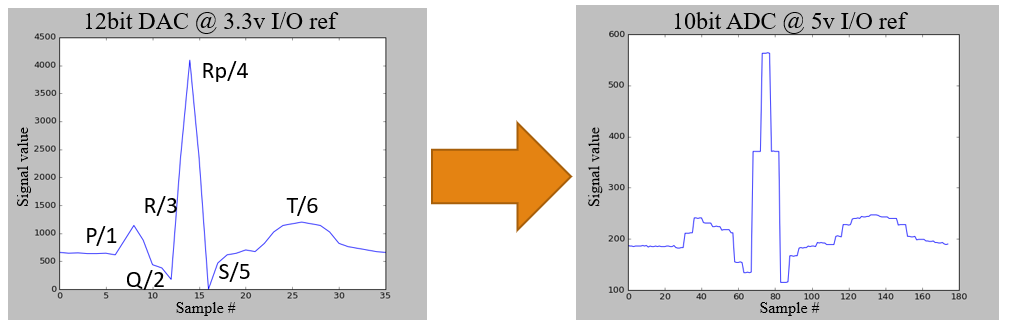 12bit DAC @ 3.3v I/O ref
4500
4000
3500
3000
2500
2000
1500
1000
500
0
Signal value
Rp/4
R/3
T/6
P/1
Q/2
S/5
0 5 10 15 20 25 30 35
Sample #
10bit ADC @ 5v I/O ref
600
500
400
300
200
100
Signal value
0 20 40 60 80 100 120 140 160 180
Sample #